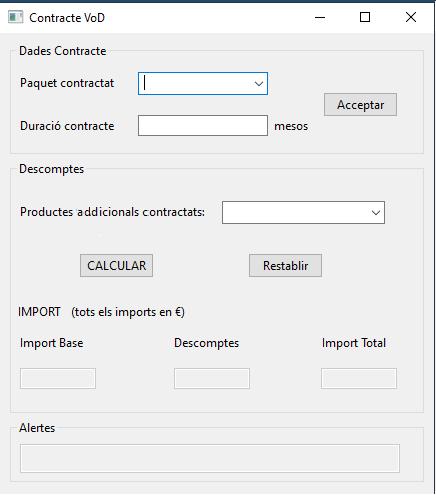 Contracte VoD
Dades Contracte
Paquet contractat
Acceptar
Duració contracte mesos
Descomptes
Productes addicionals contractats:
CALCULAR Restablir
IMPORT (tots els imports en €)
Import Base Descomptes Import Total
Alertes